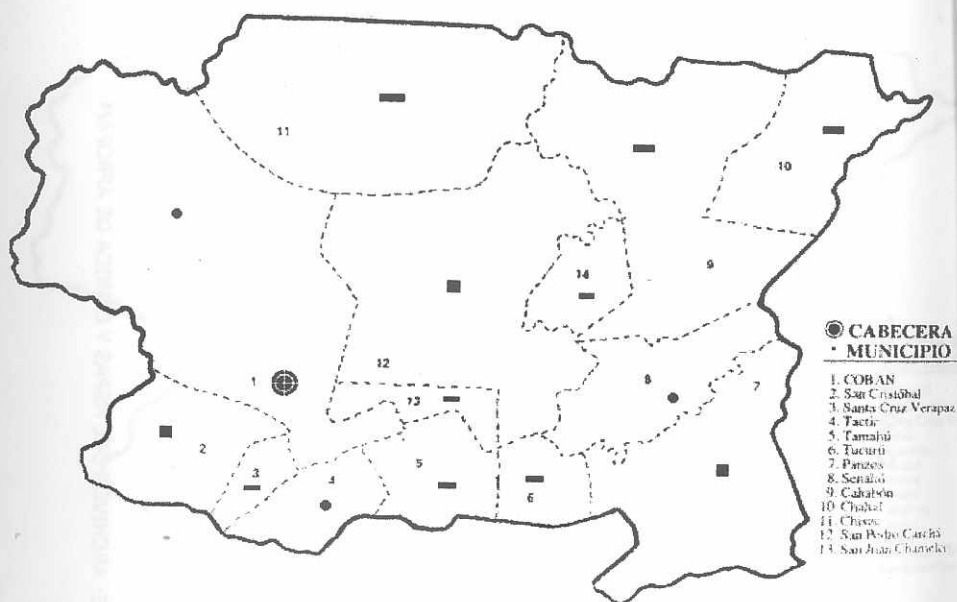 11
10
14
9
12
1
8
7
13
2
3
4
5
6
CABECERA
· MUNICIPIO
1. COBAN
2. San Cristóbal
3. Santa Cruz Verapaz
4. Tactic
5. Tamahú
6. Tucurú
7. Panzos
8. Senahú
9. Cahabón
10 Chahal
11. Chisec
12 San Pedro Carchá
13. San Juan Chamelco